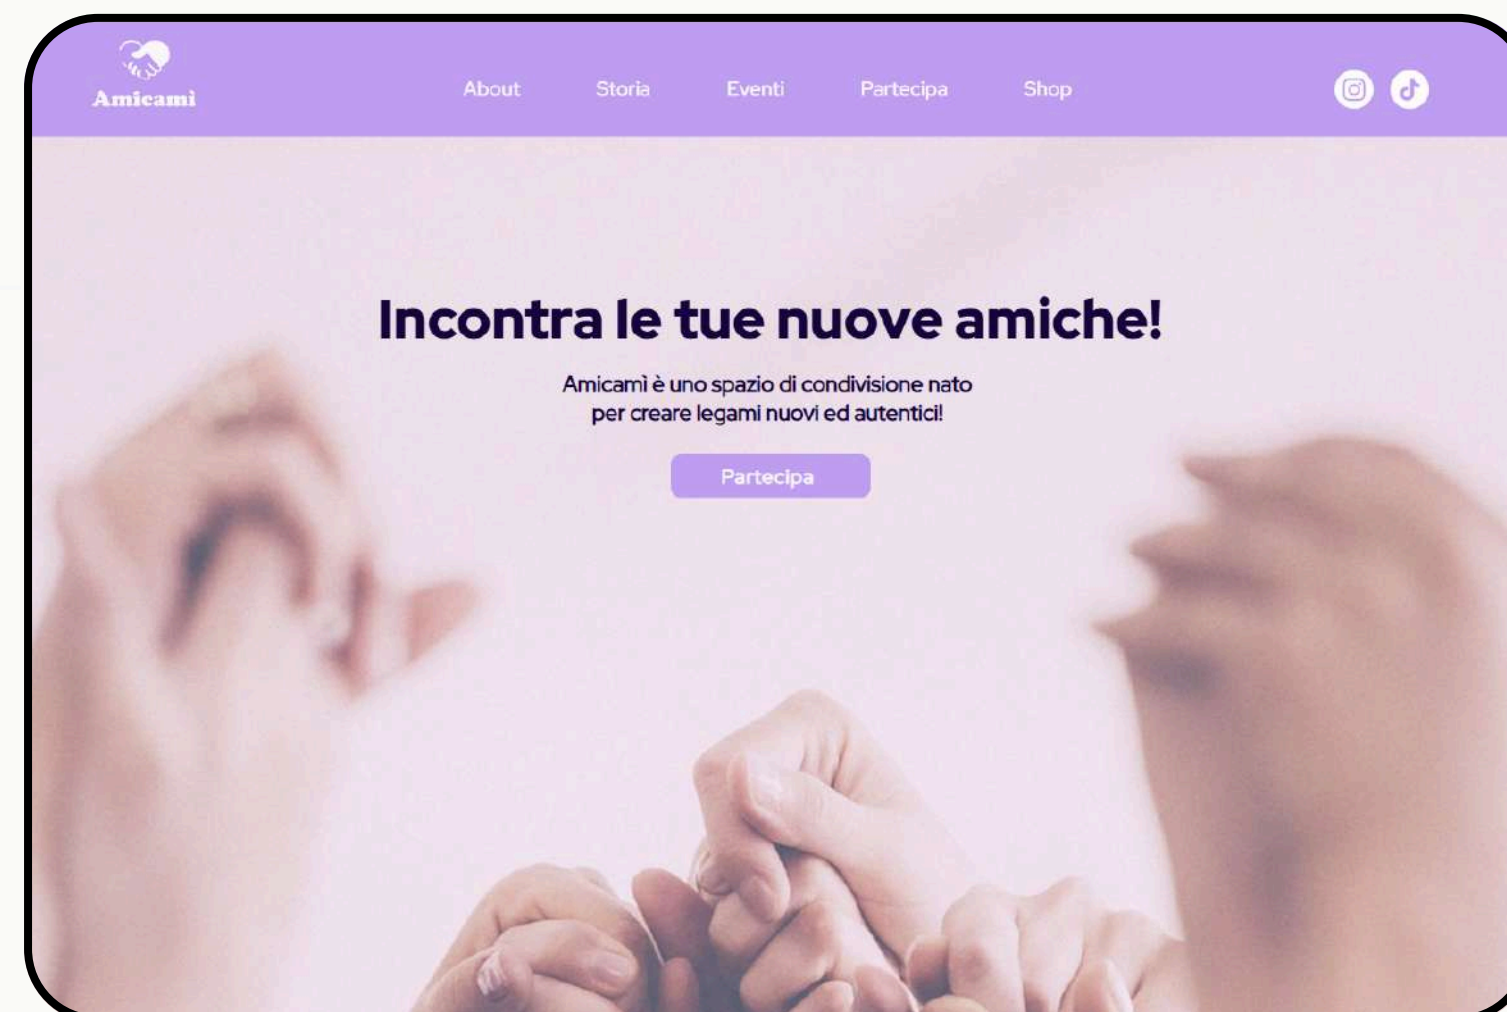 Amicamì
About Storia Eventi Partecipa Shop
Incontra le tue nuove amiche!
Amicamì è uno spazio di condivisione nato
per creare legami nuovi ed autentici!
Partecipa